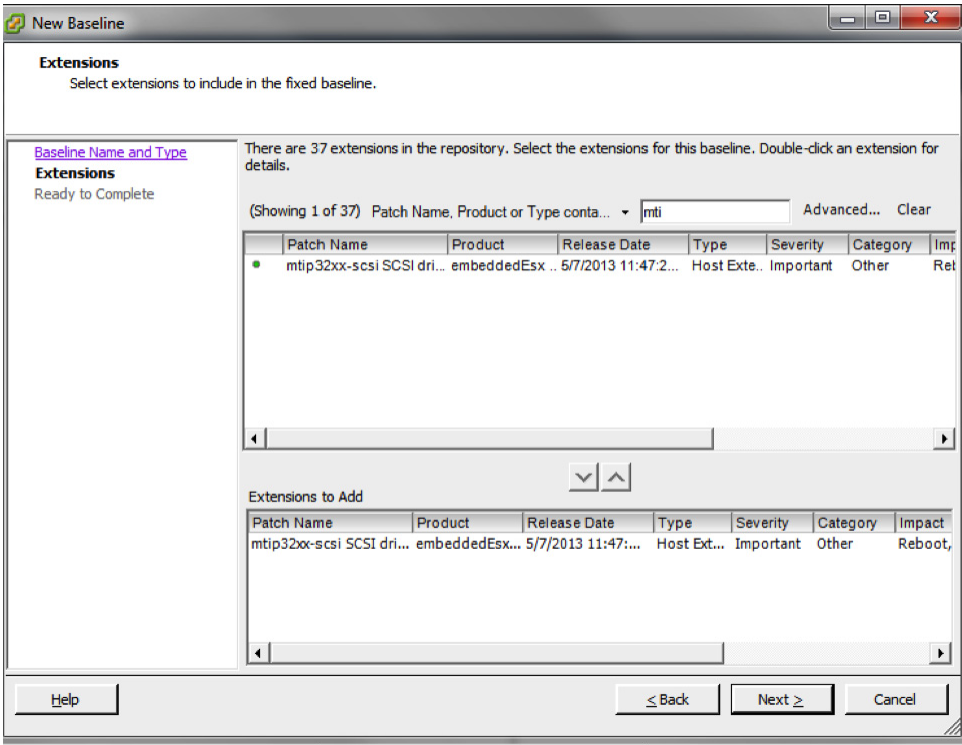 New Baseline
Extensions
Select extensions to include in the fixed baseline.
Baseline Name and Type
Extensions
Ready to Complete
There are 37 extensions in the repository. Select the extensions for this baseline. Double-click an extension for
details.
(Showing 1 of 37) Patch Name, Product or Type conta... mti Advanced... Clear
Patch Name Product Release Date Type Severity Category Imp
mtip32xx-scsi SCSI dri... embeddedEsx .. 5/7/2013 11:47:2... Host Exte.. Important Other Reb
Extensions to Add
Patch Name Product Release Date Type Severity Category Impact
mtip32xx-scsi SCSI dri... embeddedEsx... 5/7/2013 11:47:... Host Ext... Important Other Reboot,
Help < Back Next > Cancel